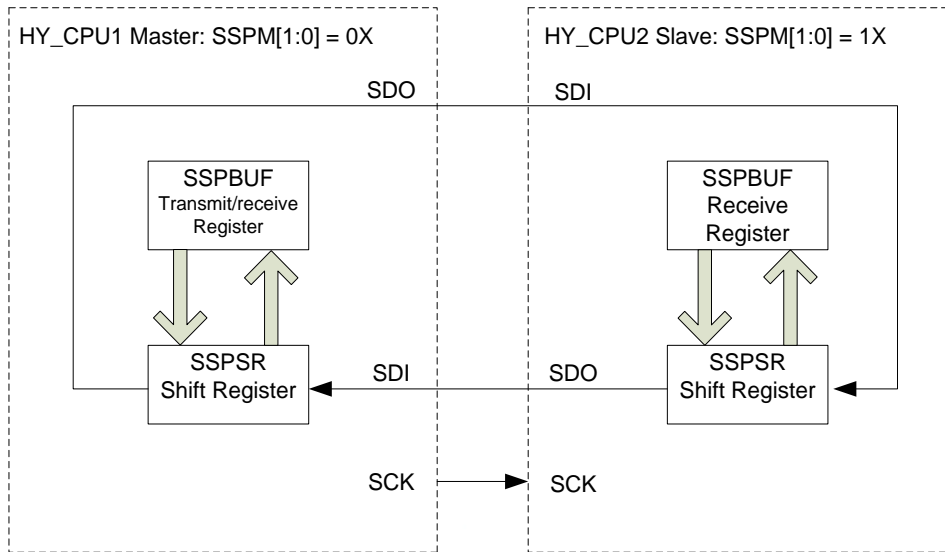 HY_CPU1 Master: SSPM[1:0] = 0X
HY_CPU2 Slave: SSPM[1:0] = 1X
SDO
SDI
SSPBUF
Transmit/receive
Register
SSPBUF
Receive
Register
SSPSR
Shift Register
SDI
SDO
SSPSR
Shift Register
SCK
SCK